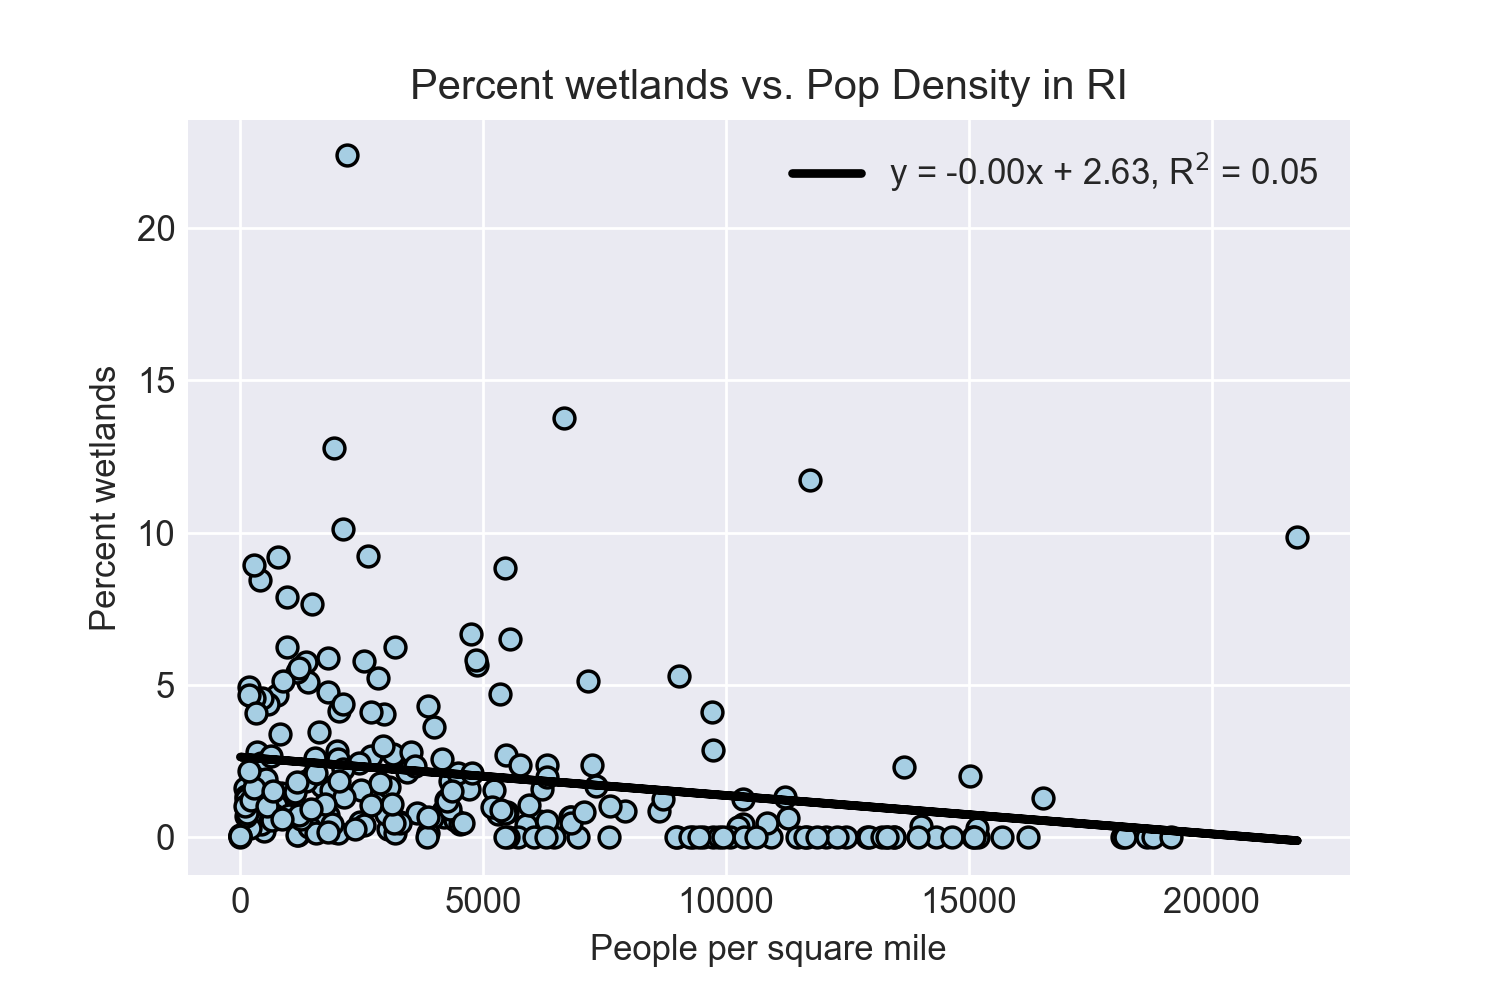 Percent wetlands vs. Pop Density in RI
y = -0.00x + 2.63, R² = 0.05
Percent wetlands
20
15
10
5
0
0 5000 10000 15000 20000
People per square mile